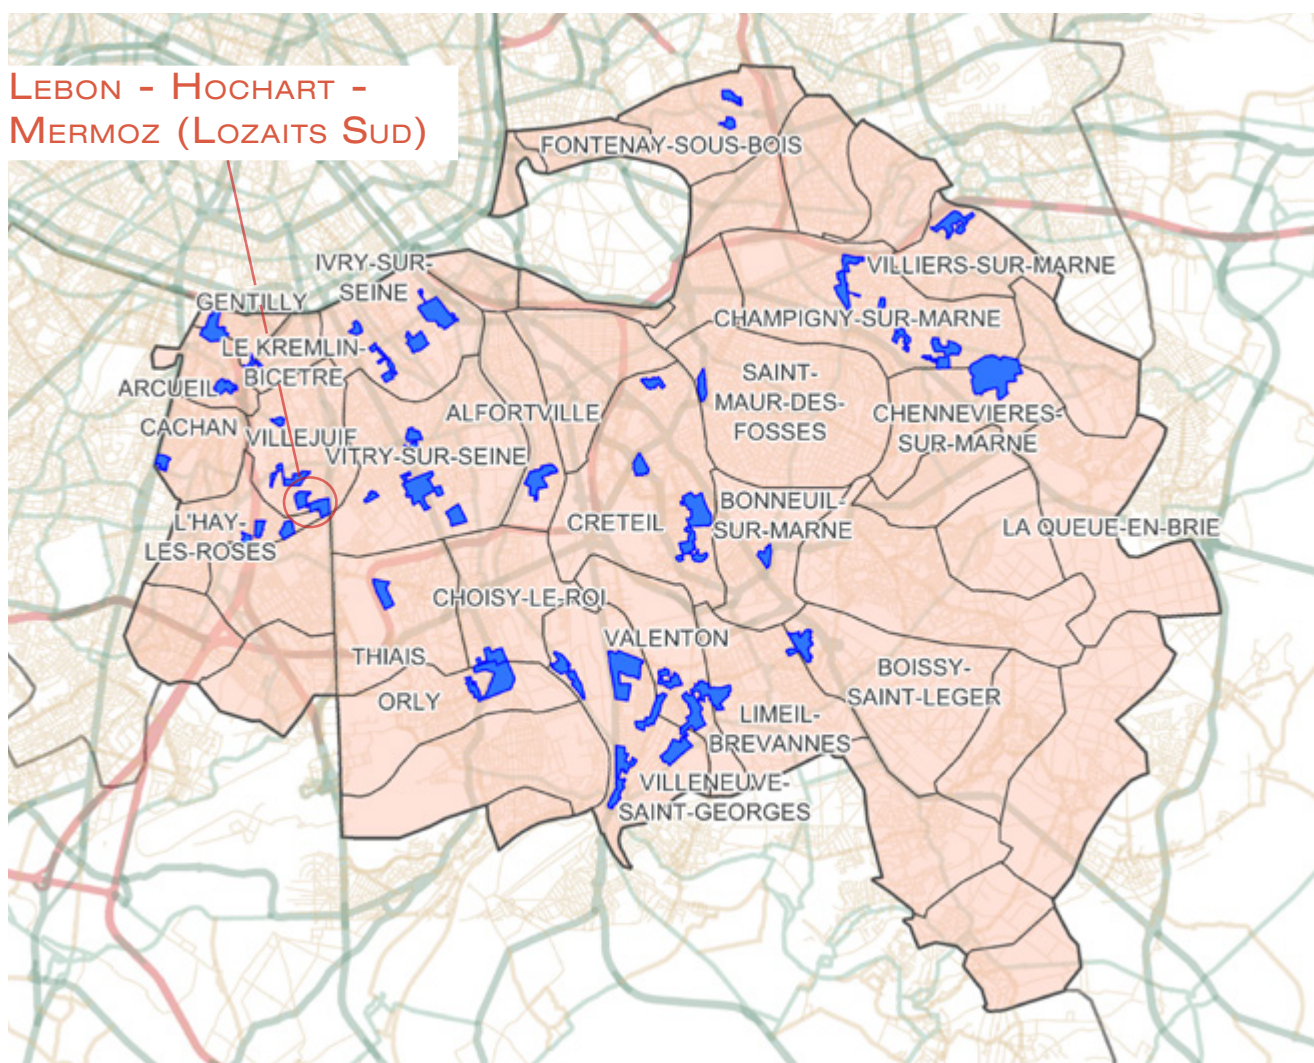 LEBON - HOCHART -
MERMOZ (LOZAITS SUD)
FONTENAY-SOUS-BOIS
IVRY-SUR-
SEINE
VILLIERS-SUR-MARNE
GENTILLY
CHAMPIGNY-SUR-MARNE
LE KREMLIN-
BICETRE
ARCUEIL
SAINT-
MAUR-DES-
FOSSES
ALFORTVILLE
CHENNEVIERES-
SUR-MARNE
CACHAN
VILLEJUIF
VITRY-SUR-SEINE
L'HAY-
LES-ROSES
CRETEIL
BONNEUIL-
SUR-MARNE
LA QUEUE-EN-BRIE
CHOISY-LE-ROI
VALENTON
THIAIS
BOISSY-
SAINT-LEGER
ORLY
LIMEIL-
BREVANNES
VILLENEUVE-
SAINT-GEORGES